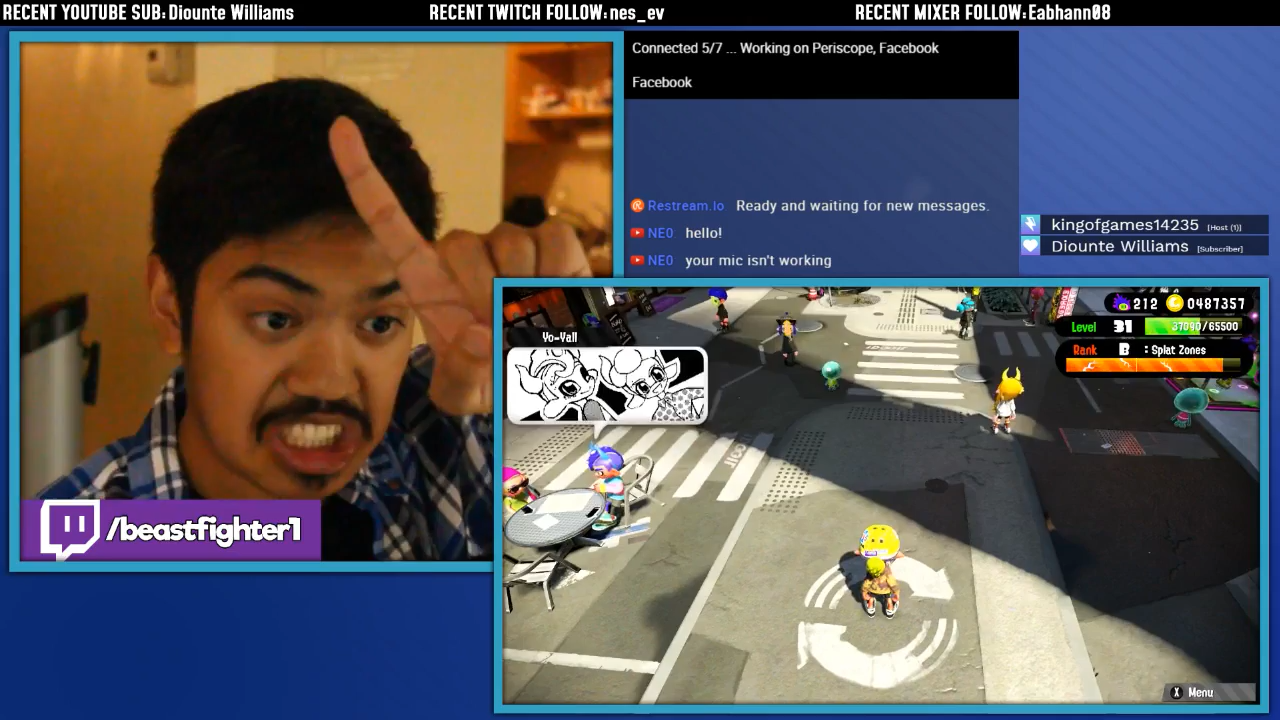 RECENT YOUTUBE SUB: Diounte Williams
RECENT TWITCH FOLLOW: nes_ev
RECENT MIXER FOLLOW: Eabhann08
Connected 5/7 ... Working on Periscope, Facebook
Facebook
Restream.Io Ready and waiting for new messages.
NEO hello!
NEO your mic isn't working
kingofgames14235 [Host (1)]
Diounte Williams [Subscriber]
/beastfighter1
Yo-Yall
212 0487357
Level 31 37090/65500
Rank B : Splat Zones
X Menu